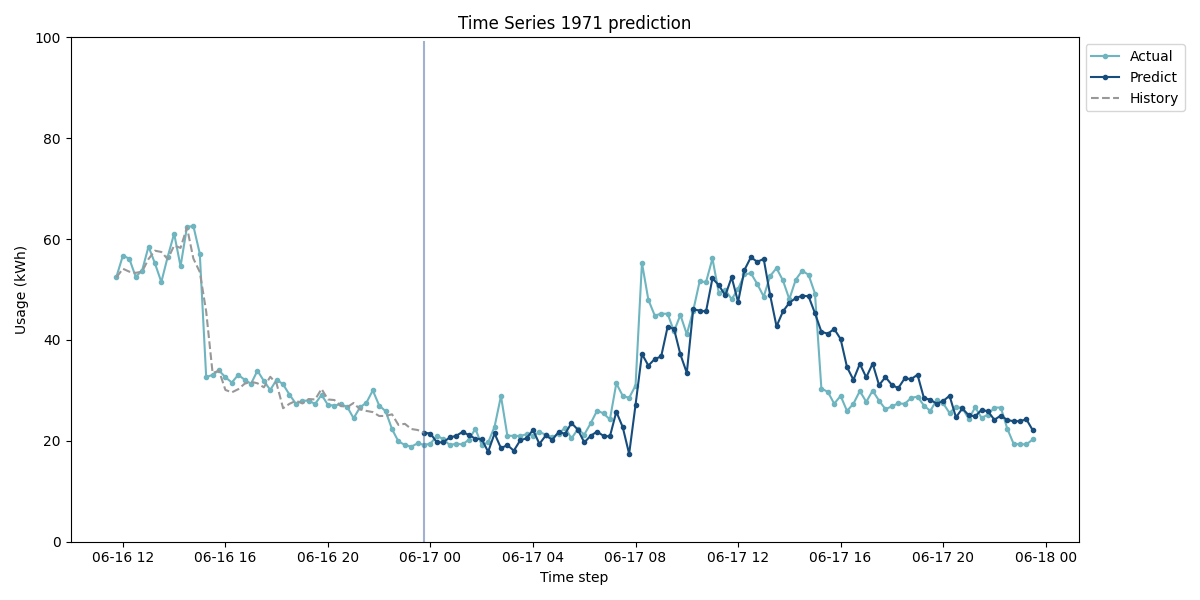 Time Series 1971 prediction
Usage (kWh)
100
80
60
40
20
0
06-16 12
06-16 16
06-16 20
06-17 00
06-17 04
06-17 08
06-17 12
06-17 16
06-17 20
06-18 00
Time step
Actual
Predict
History